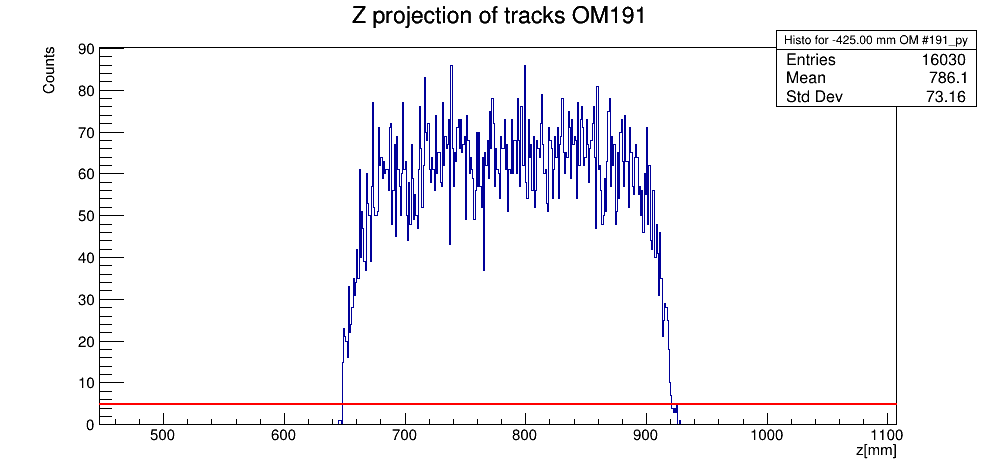 Z projection of tracks OM191
Histo for -425.00 mm OM #191_py
Entries 16030
Mean 786.1
Std Dev 73.16
Counts
90
80
70
60
50
40
30
20
10
0
500 600 700 800 900 1000 1100
z[mm]